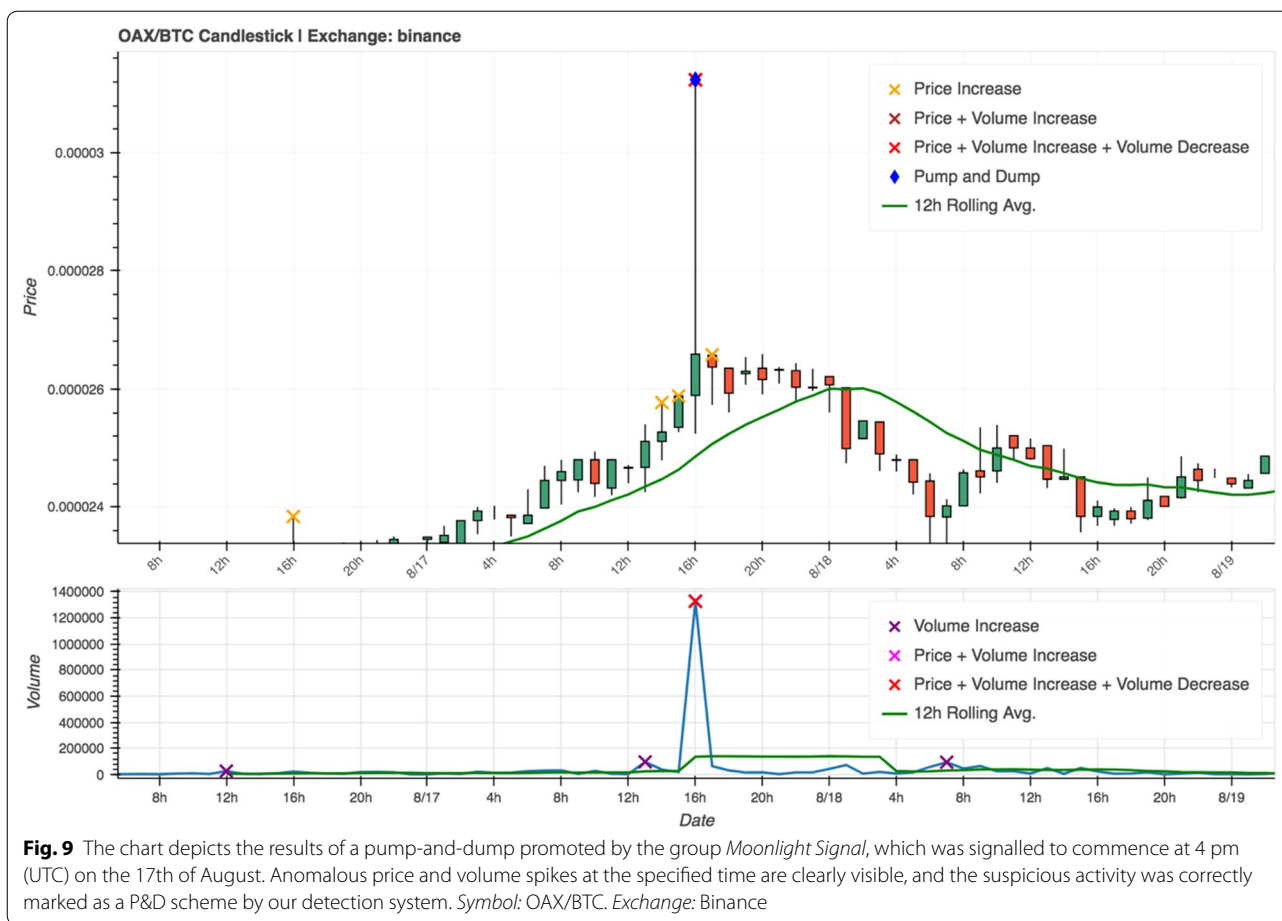 OAX/BTC Candlestick | Exchange: binance
Price Increase
Price + Volume Increase
Price + Volume Increase + Volume Decrease
Pump and Dump
12h Rolling Avg.
Price
0.00003
0.000028
0.000026
0.000024
8h 12h 16h 20h 8/17 4h 8h 12h 16h 20h 8/18 4h 8h 12h 16h 20h 8/19
Volume Increase
Price + Volume Increase
Price + Volume Increase + Volume Decrease
12h Rolling Avg.
Volume
1400000
1200000
1000000
800000
600000
400000
200000
0
8h 12h 16h 20h 8/17 4h 8h 12h 16h 20h 8/18 4h 8h 12h 16h 20h 8/19
Date
Fig. 9 The chart depicts the results of a pump-and-dump promoted by the group Moonlight Signal, which was signalled to commence at 4 pm
(UTC) on the 17th of August. Anomalous price and volume spikes at the specified time are clearly visible, and the suspicious activity was correctly
marked as a P&D scheme by our detection system. Symbol: OAX/BTC. Exchange: Binance